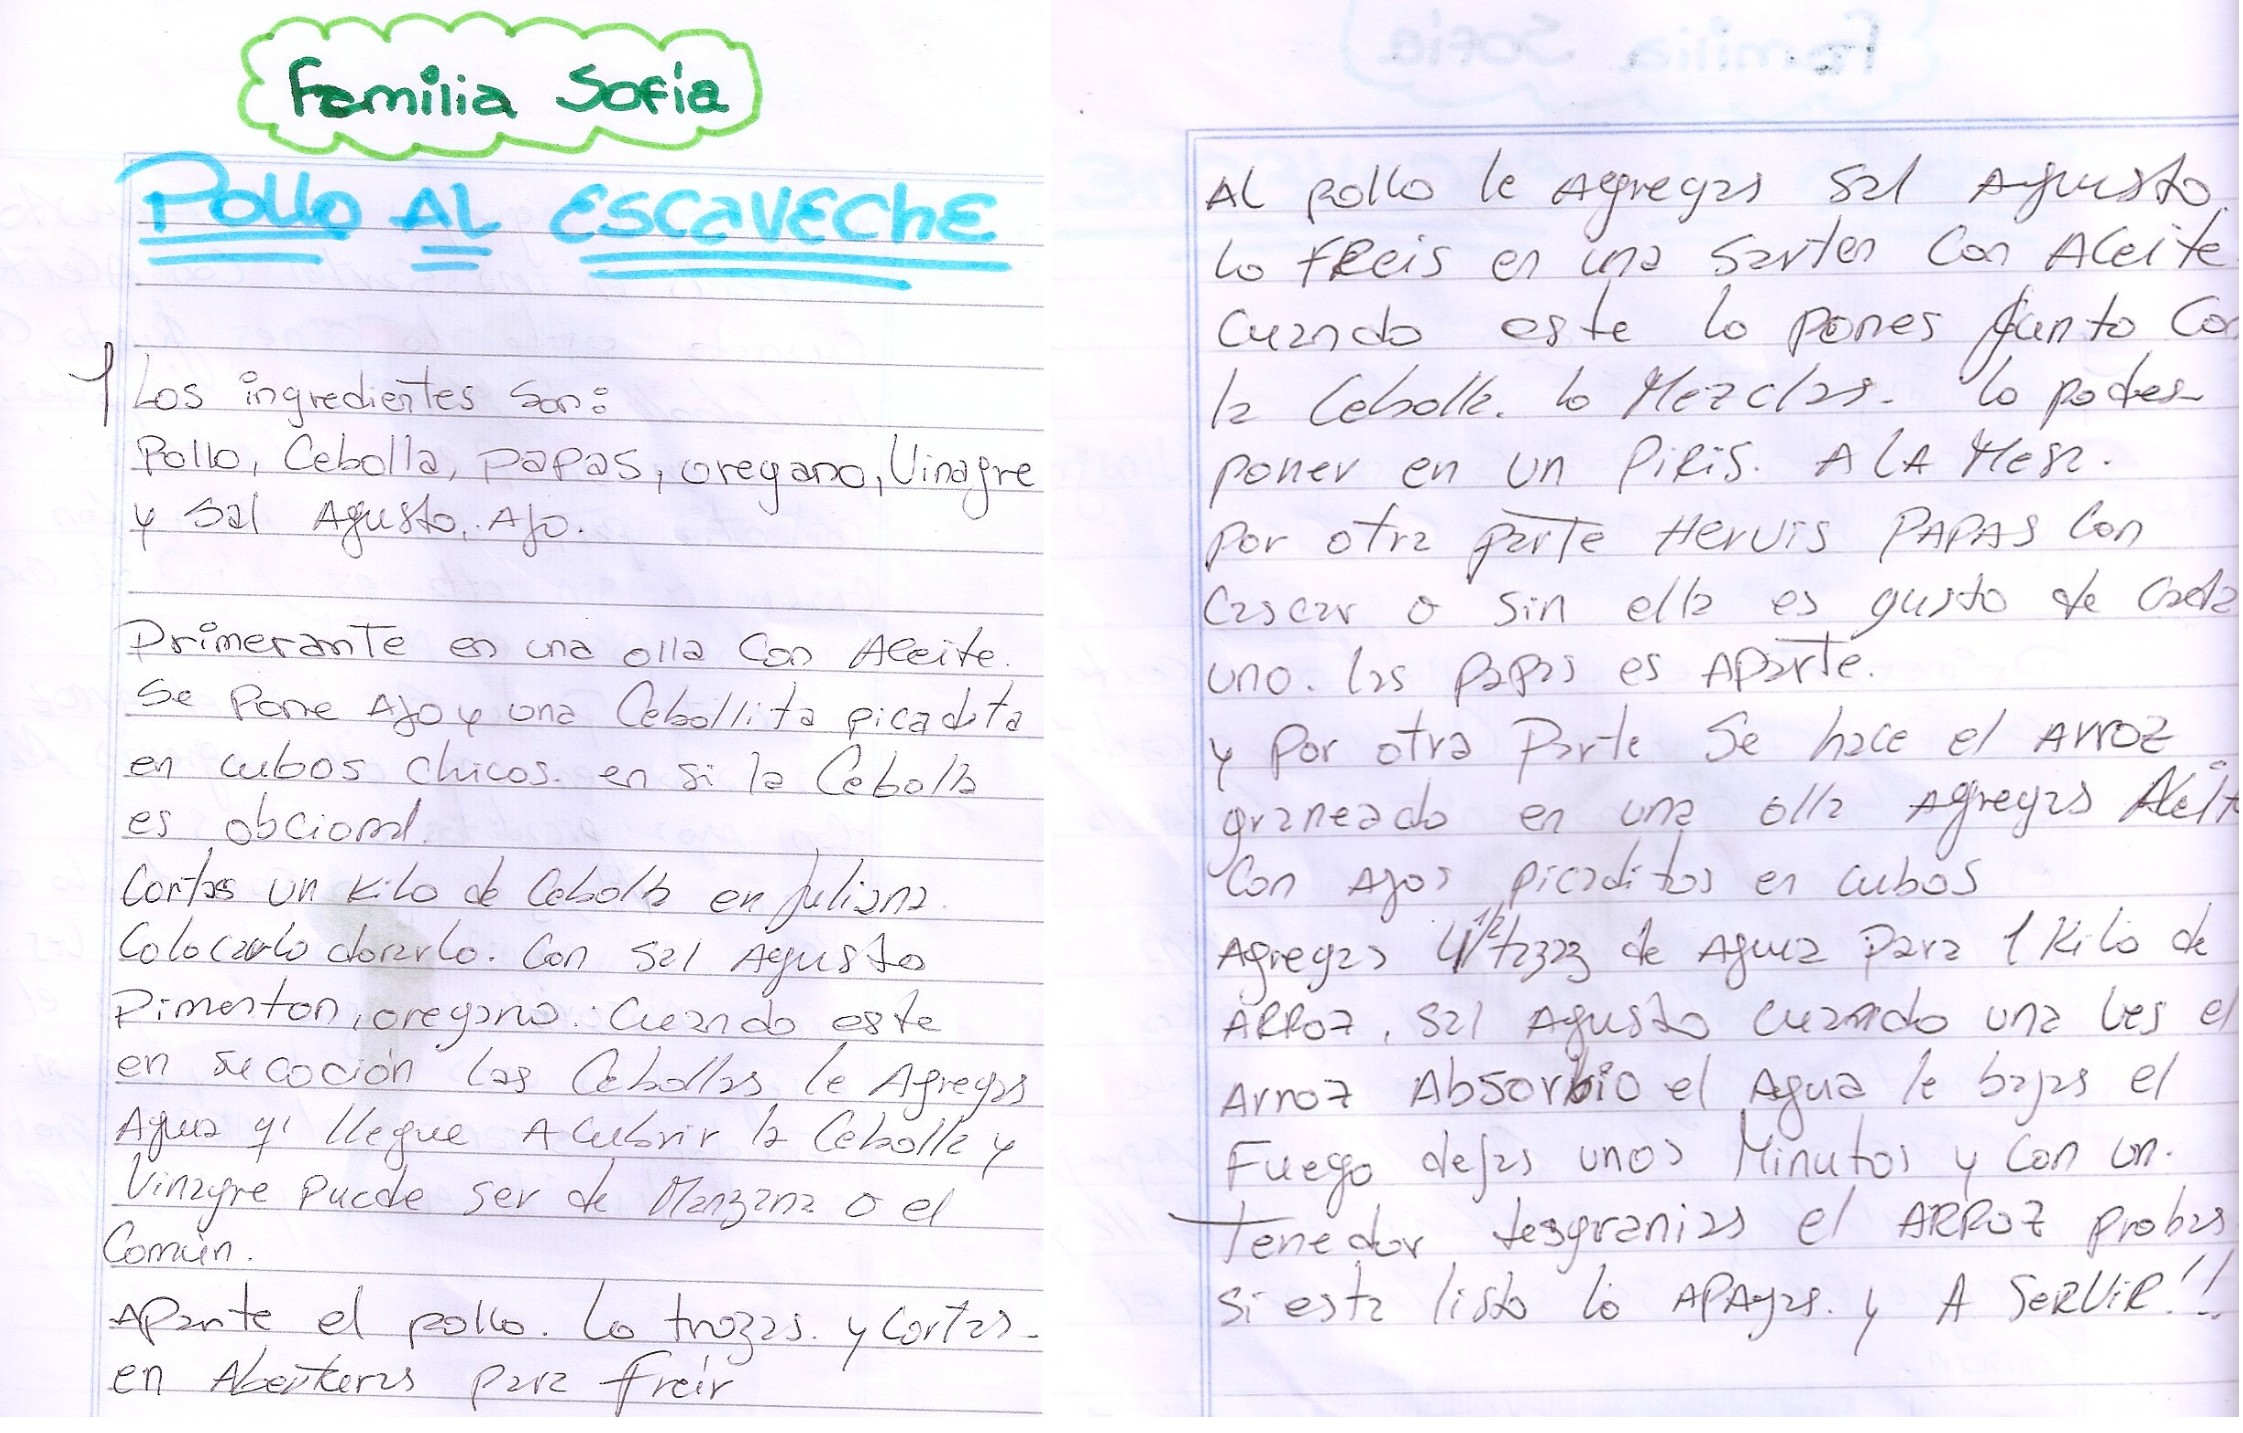 Familia Sofía
Pollo AL ESCAVEChE
Los ingredientes son:
Pollo, Cebolla, PAPAS, oregano, Vinagre
y sal Agusto, Ajo.
Primerante en una olla Con Aceite.
Se Pone Ajo y una Cebollita picadita
en cubos chicos. en si la Cebolla
es obcional.
Cortas un Kilo de Cebolla en juliana.
Colocarlo dorarlo. Con sal Agusto
Pimenton, oregano. Cuando este
en su coción las Cebollas le Agregas
Agua q' llegue A cubrir la Cebolla y
Vinagre puede ser de Manzana o el
Común.
Aparte el pollo. Lo trozas. y Cortas
en para freir
Al pollo le Agregas sal Agusto
lo FReis en una sarten Con Aceite
Cuando este lo pones junto Co
la Cebolla. lo Mezclas. lo podes
poner en un PiRis. A lA Mesa.
Por otra parte Hervis PAPAS Con
Cascar o sin ella es gusto de cada
uno. las papas es Aparte.
y Por otra Parte Se hace el Arroz
graneado en una olla Agregas Aceit
Con Ajos picaditos en cubos
Agregas 4 1/2 tazas de Agua Para 1 Kilo de
ARRoz, sal Agusto cuando una ves el
Arroz Absorbio el Agua le bajas el
Fuego dejas unos Minutos y Con un.
Tenedor desgranias el ARRoz probas
si esta listo lo APAgas. y A SeRViR!!